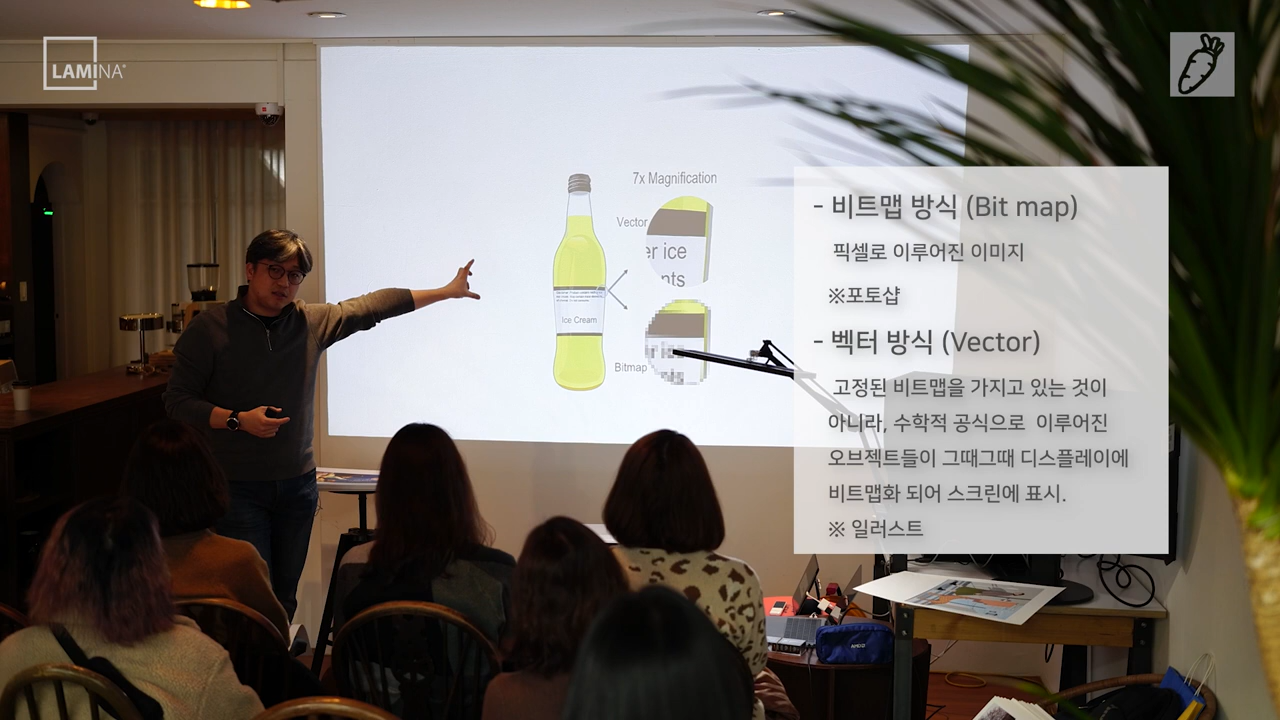 LAMINA
7x Magnification
Vector
er ice
nts
Ice Cream
Bitmap
- 비트맵 방식 (Bit map)
픽셀로 이루어진 이미지
※포토샵
- 벡터 방식 (Vector)
고정된 비트맵을 가지고 있는 것이
아니라, 수학적 공식으로 이루어진
오브젝트들이 그때그때 디스플레이에
비트맵화 되어 스크린에 표시.
※ 일러스트